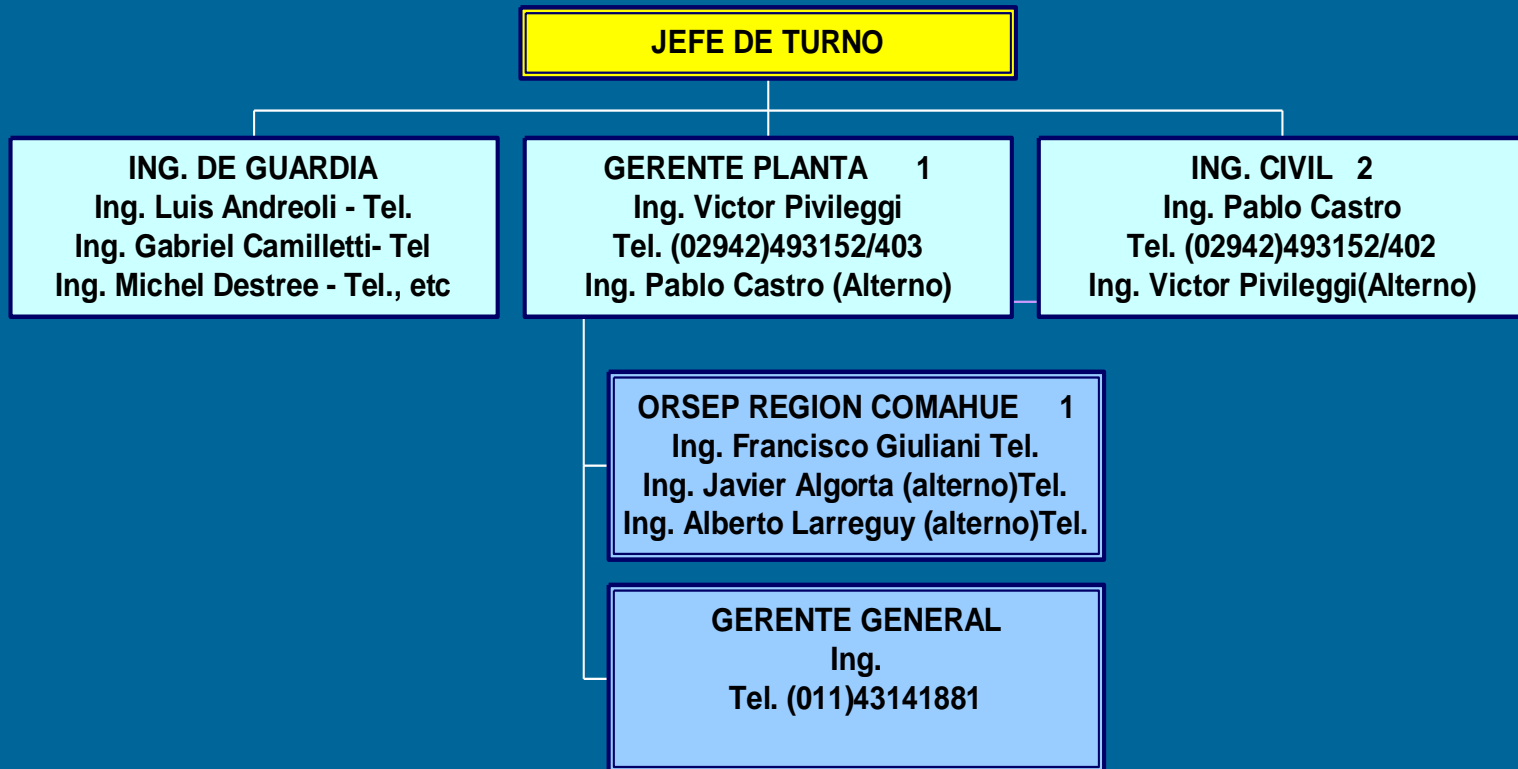 JEFE DE TURNO
ING. DE GUARDIA
Ing. Luis Andreoli - Tel.
Ing. Gabriel Camilletti- Tel
Ing. Michel Destree - Tel., etc
GERENTE PLANTA 1
Ing. Victor Pivileggi
Tel. (02942)493152/403
Ing. Pablo Castro (Alterno)
ING. CIVIL 2
Ing. Pablo Castro
Tel. (02942)493152/402
Ing. Victor Pivileggi(Alterno)
ORSEP REGION COMAHUE 1
Ing. Francisco Giuliani Tel.
Ing. Javier Algorta (alterno)Tel.
Ing. Alberto Larreguy (alterno)Tel.
GERENTE GENERAL
Ing.
Tel. (011)43141881